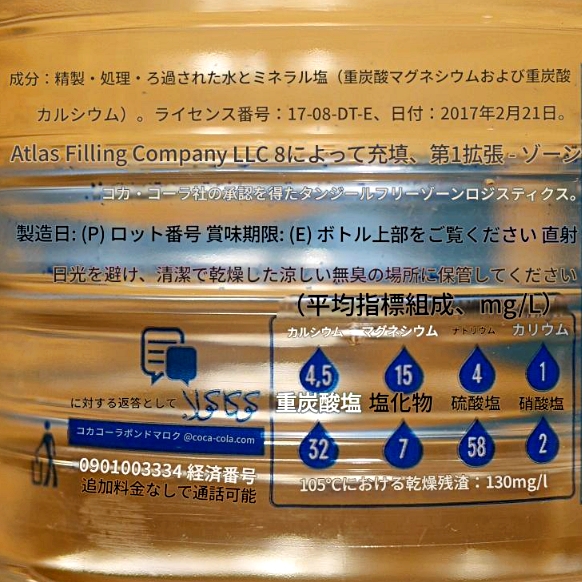 成分：精製・処理・ろ過された水とミネラル塩（重炭酸マグネシウムおよび重炭酸
カルシウム）。ライセンス番号：17-08-DT-E、日付：2017年2月21日。
Atlas Filling Company LLC 8によって充填、第1拡張 - ゾージ
コカ・コーラ社の承認を得たタンジールフリーゾーンロジスティクス。
製造日: (P) ロット番号 賞味期限: (E) ボトル上部をご覧ください 直射
日光を避け、清潔で乾燥した涼しい無臭の場所に保管してください
（平均指標組成、mg/L）
カルシウム マグネシウム ナトリウム カリウム
4,5 15 4 1
重炭酸塩 塩化物 硫酸塩 硝酸塩
32 7 58 2
105℃における乾燥残渣：130mg/l
に対する返答として كوكاكولا
コカコーラボンドマロク @coca-cola.com
0901003334 経済番号
追加料金なしで通話可能